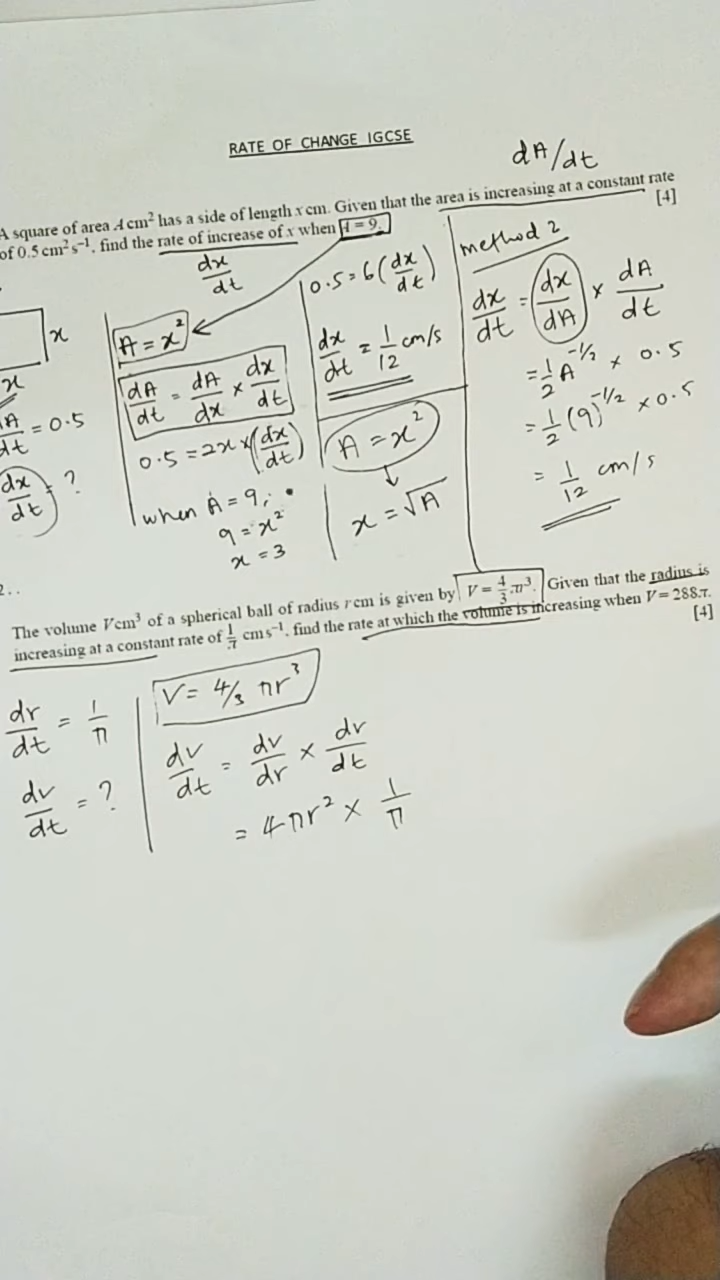 RATE OF CHANGE IGCSE
dA/dt
A square of area A cm² has a side of length x cm. Given that the area is increasing at a constant rate
of 0.5 cm² s⁻¹, find the rate of increase of x when A = 9.
[4]
dx/dt
x
x
dA/dt = 0.5
dx/dt = ?
A = x²
dA/dt = dA/dx × dx/dt
0.5 = 2x × (dx/dt)
when A = 9,
9 = x²
x = 3
0.5 = 6 (dx/dt)
dx/dt = 1/12 cm/s
A = x²
x = √A
method 2
dx/dt = dx/dA × dA/dt
= 1/2 A^-1/2 × 0.5
= 1/2 (9)^-1/2 × 0.5
= 1/12 cm/s
2..
The volume V cm³ of a spherical ball of radius r cm is given by V = 4/3 πr³. Given that the radius is
increasing at a constant rate of 1/π cm s⁻¹, find the rate at which the volume is increasing when V = 288π.
[4]
dr/dt = 1/π
dv/dt = ?
V = 4/3 πr³
dv/dt = dv/dr × dr/dt
= 4πr² × 1/π